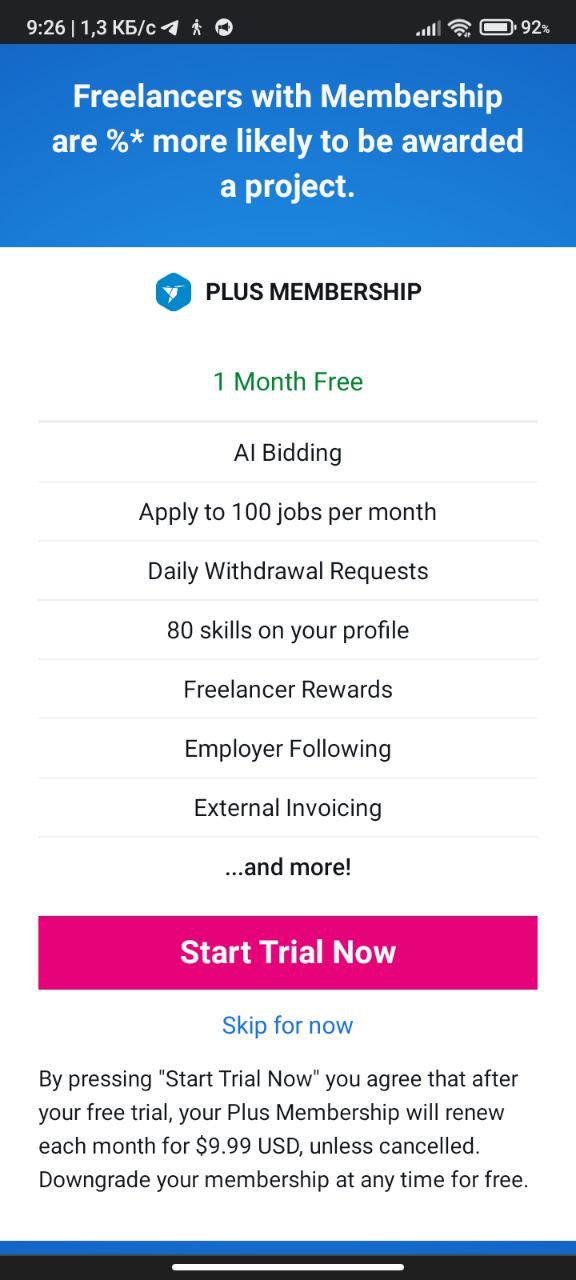 9:26 | 1,3 КБ/с 92%
Freelancers with Membership
are %* more likely to be awarded
a project.
PLUS MEMBERSHIP
1 Month Free
AI Bidding
Apply to 100 jobs per month
Daily Withdrawal Requests
80 skills on your profile
Freelancer Rewards
Employer Following
External Invoicing
...and more!
Start Trial Now
Skip for now
By pressing "Start Trial Now" you agree that after
your free trial, your Plus Membership will renew
each month for $9.99 USD, unless cancelled.
Downgrade your membership at any time for free.